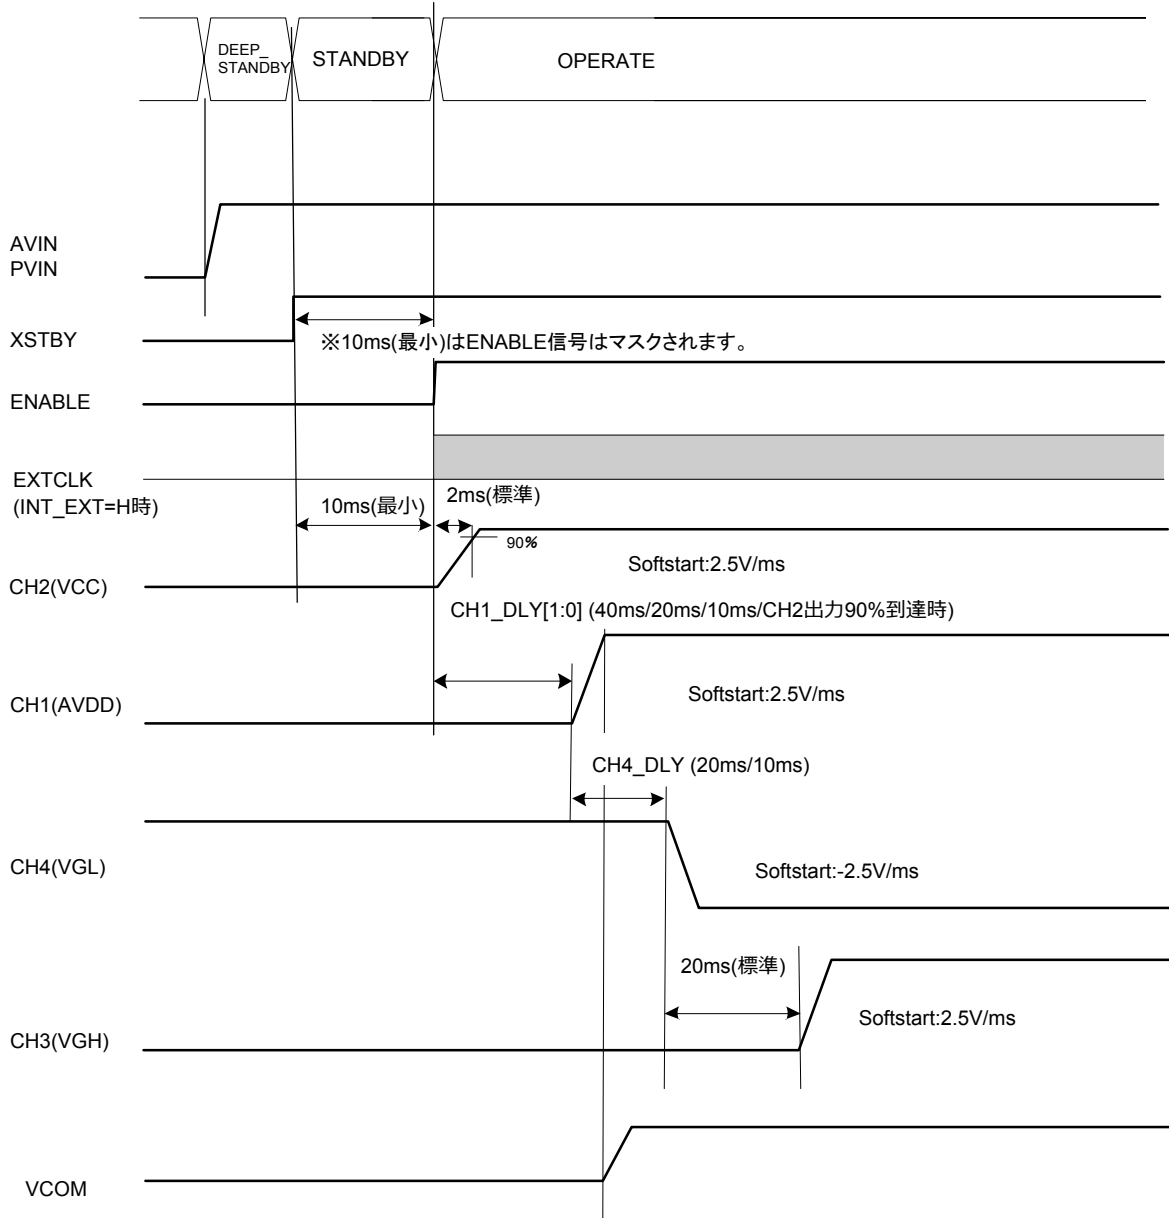 DEEP_
STANDBY
STANDBY
OPERATE
AVIN
PVIN
XSTBY
※10ms(最小)はENABLE信号はマスクされます。
ENABLE
EXTCLK
(INT_EXT=H時)
10ms(最小)
2ms(標準)
90%
Softstart:2.5V/ms
CH2(VCC)
CH1_DLY[1:0] (40ms/20ms/10ms/CH2出力90%到達時)
Softstart:2.5V/ms
CH1(AVDD)
CH4_DLY (20ms/10ms)
CH4(VGL)
Softstart:-2.5V/ms
20ms(標準)
Softstart:2.5V/ms
CH3(VGH)
VCOM